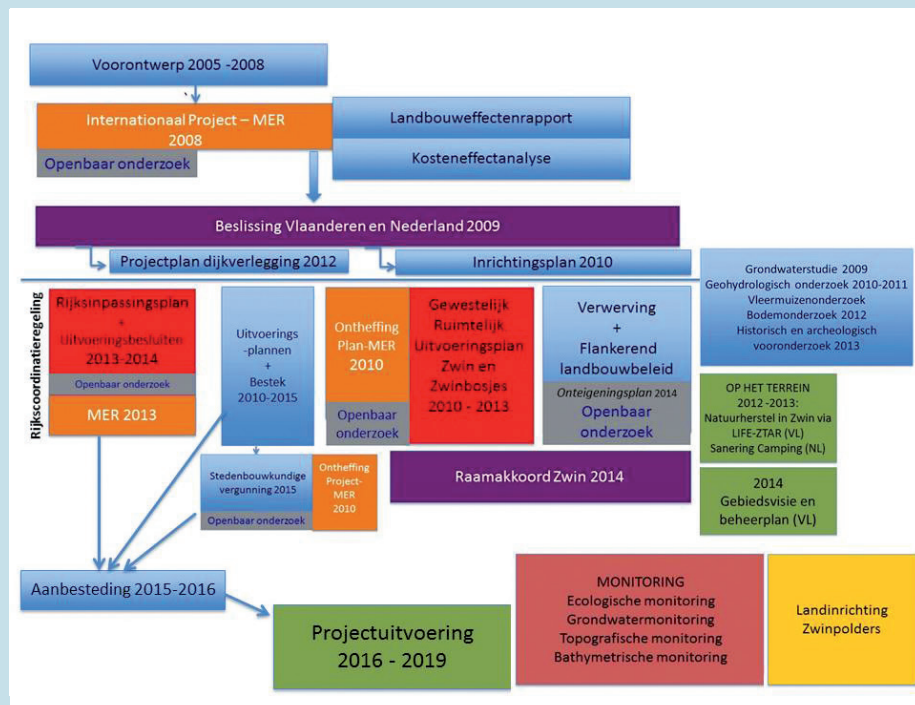 Voorontwerp 2005 -2008
Internationaal Project – MER
2008
Openbaar onderzoek
Landbouweffectenrapport
Kosteneffectanalyse
Beslissing Vlaanderen en Nederland 2009
Projectplan dijkverlegging 2012
Inrichtingsplan 2010
Rijkscoordinatieregeling
Rijksinpassingsplan
+
Uitvoeringsbesluiten
2013-2014
Openbaar onderzoek
MER 2013
Uitvoerings
-plannen
+
Bestek
2010-2015
Ontheffing
Plan-MER
2010
Openbaar
onderzoek
Gewestelijk
Ruimtelijk
Uitvoeringsplan
Zwin en
Zwinbosjes
2010 - 2013
Verwerving
+
Flankerend
landbouwbeleid
Onteigeningsplan 2014
Openbaar
onderzoek
Grondwaterstudie 2009
Geohydrologisch onderzoek 2010-2011
Vleermuizenonderzoek
Bodemonderzoek 2012
Historisch en archeologisch
vooronderzoek 2013
OP HET TERREIN
2012 -2013:
Natuurherstel in Zwin via
LIFE-ZTAR (VL)
Sanering Camping (NL)
Stedenbouwkundige
vergunning 2015
Openbaar onderzoek
Ontheffing
Project-
MER
2010
Raamakkoord Zwin 2014
2014
Gebiedsvisie en
beheerplan (VL)
Aanbesteding 2015-2016
Projectuitvoering
2016 - 2019
MONITORING
Ecologische monitoring
Grondwatermonitoring
Topografische monitoring
Bathymetrische monitoring
Landinrichting
Zwinpolders